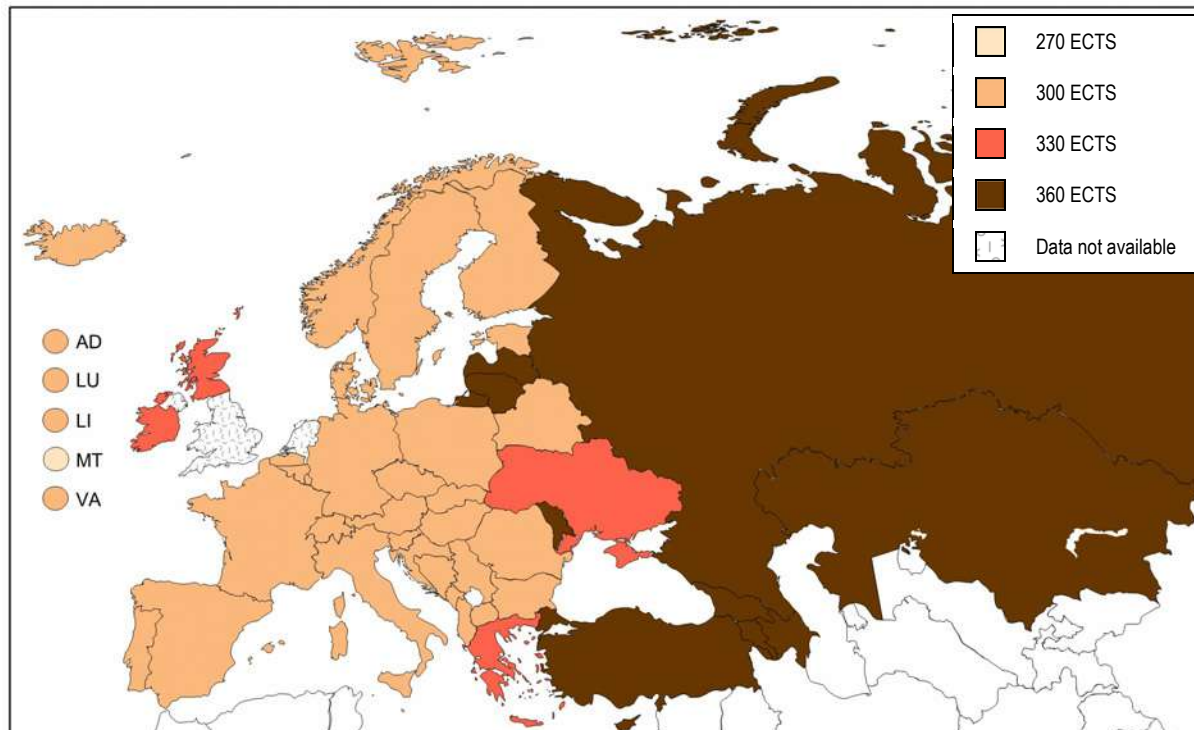 270 ECTS
300 ECTS
330 ECTS
360 ECTS
Data not available
AD
LU
LI
MT
VA